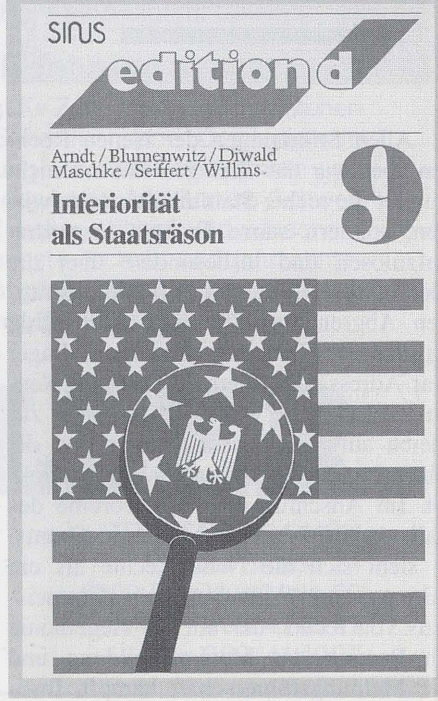 SINUS
edition d
Arndt / Blumenwitz / Diwald
Maschke / Seiffert / Willms
9
Inferiorität
als Staatsräson